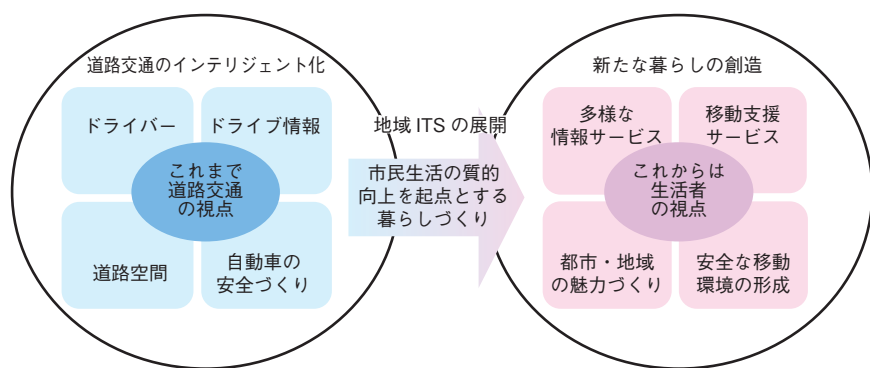 道路交通のインテリジェント化
ドライバー
ドライブ情報
これまで
道路交通
の視点
道路空間
自動車の
安全づくり
地域 ITS の展開
市民生活の質的
向上を起点とする
暮らしづくり
新たな暮らしの創造
多様な
情報サービス
移動支援
サービス
これからは
生活者
の視点
都市・地域
の魅力づくり
安全な移動
環境の形成